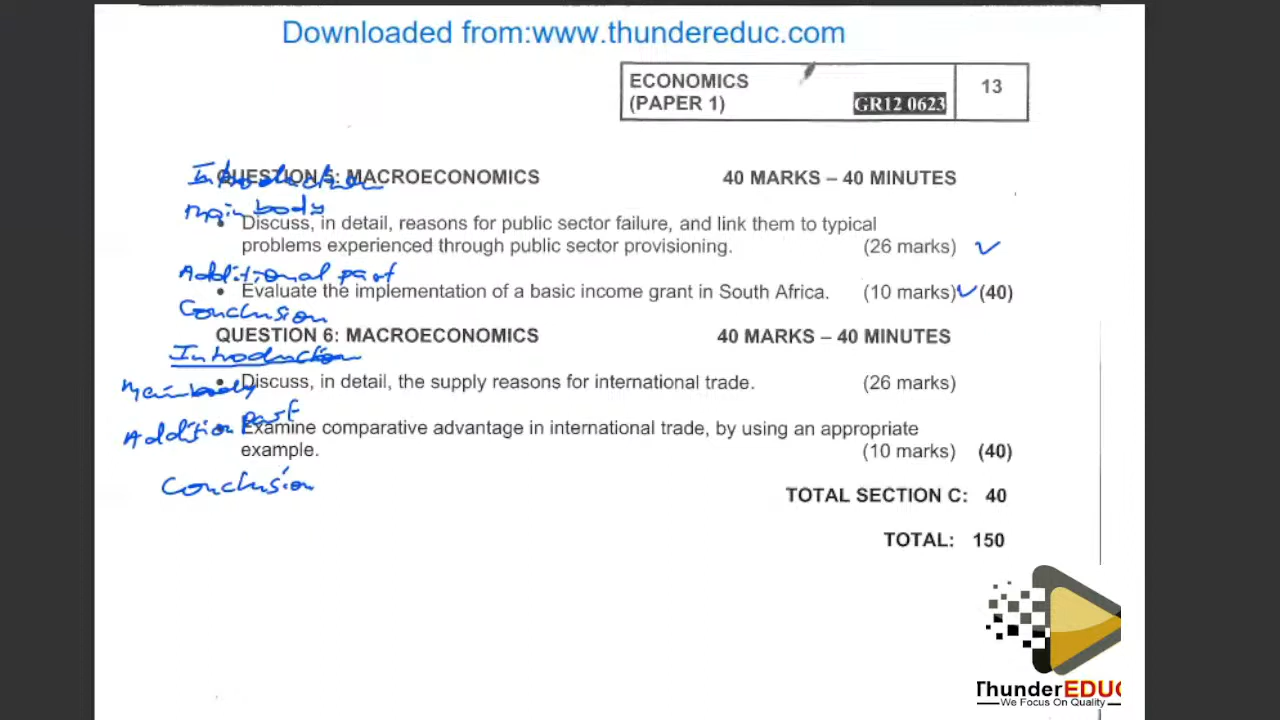 Downloaded from:www.thundereduc.com
ECONOMICS
(PAPER 1) GR12 0623 13
Introduction
QUESTION 5: MACROECONOMICS 40 MARKS – 40 MINUTES
Main body
• Discuss, in detail, reasons for public sector failure, and link them to typical
problems experienced through public sector provisioning. (26 marks)
Additional part
• Evaluate the implementation of a basic income grant in South Africa. (10 marks) (40)
Conclusion
QUESTION 6: MACROECONOMICS 40 MARKS – 40 MINUTES
Introduction
Main body
• Discuss, in detail, the supply reasons for international trade. (26 marks)
Addition part
• Examine comparative advantage in international trade, by using an appropriate
example. (10 marks) (40)
Conclusion
TOTAL SECTION C: 40
TOTAL: 150
ThunderEDUC
We Focus On Quality